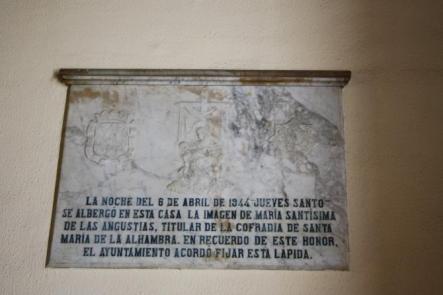 LA NOCHE DEL 6 DE ABRIL DE 1944 JUEVES SANTO
SE ALBERGÓ EN ESTA CASA LA IMAGEN DE MARÍA SANTÍSIMA
DE LAS ANGUSTIAS, TITULAR DE LA COFRADÍA DE SANTA
MARÍA DE LA ALHAMBRA. EN RECUERDO DE ESTE HONOR,
EL AYUNTAMIENTO ACORDÓ FIJAR ESTA LÁPIDA.